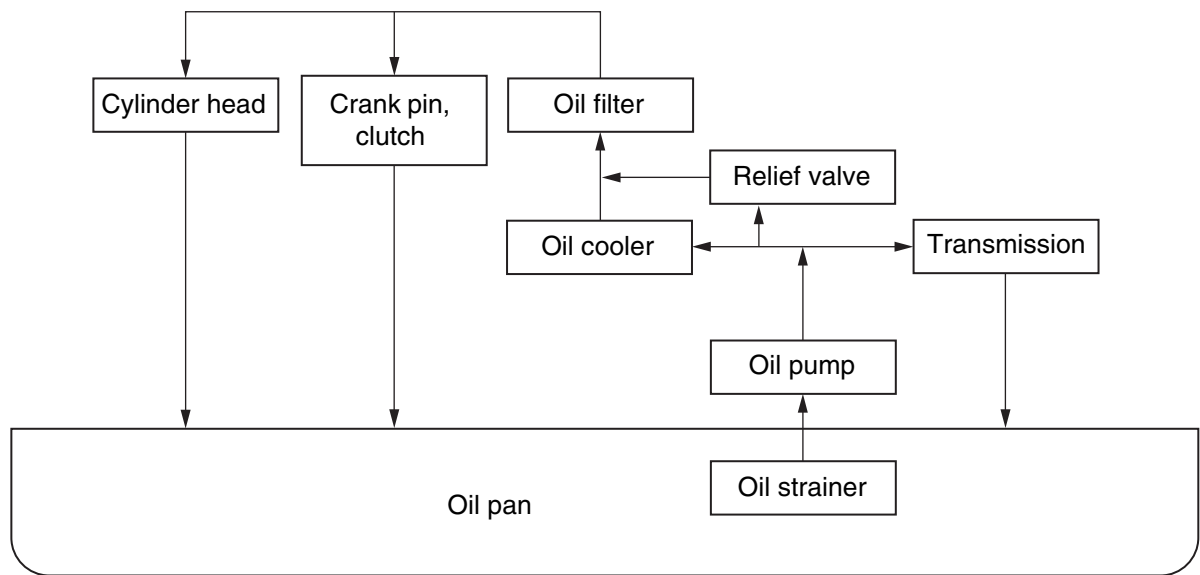 Cylinder head
Crank pin,
clutch
Oil filter
Relief valve
Oil cooler
Transmission
Oil pump
Oil strainer
Oil pan